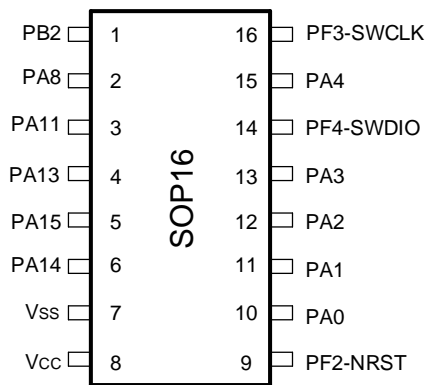 PB2 1 16 PF3-SWCLK
PA8 2 15 PA4
PA11 3 14 PF4-SWDIO
PA13 4 13 PA3
PA15 5 12 PA2
PA14 6 11 PA1
Vss 7 10 PA0
Vcc 8 9 PF2-NRST
SOP16